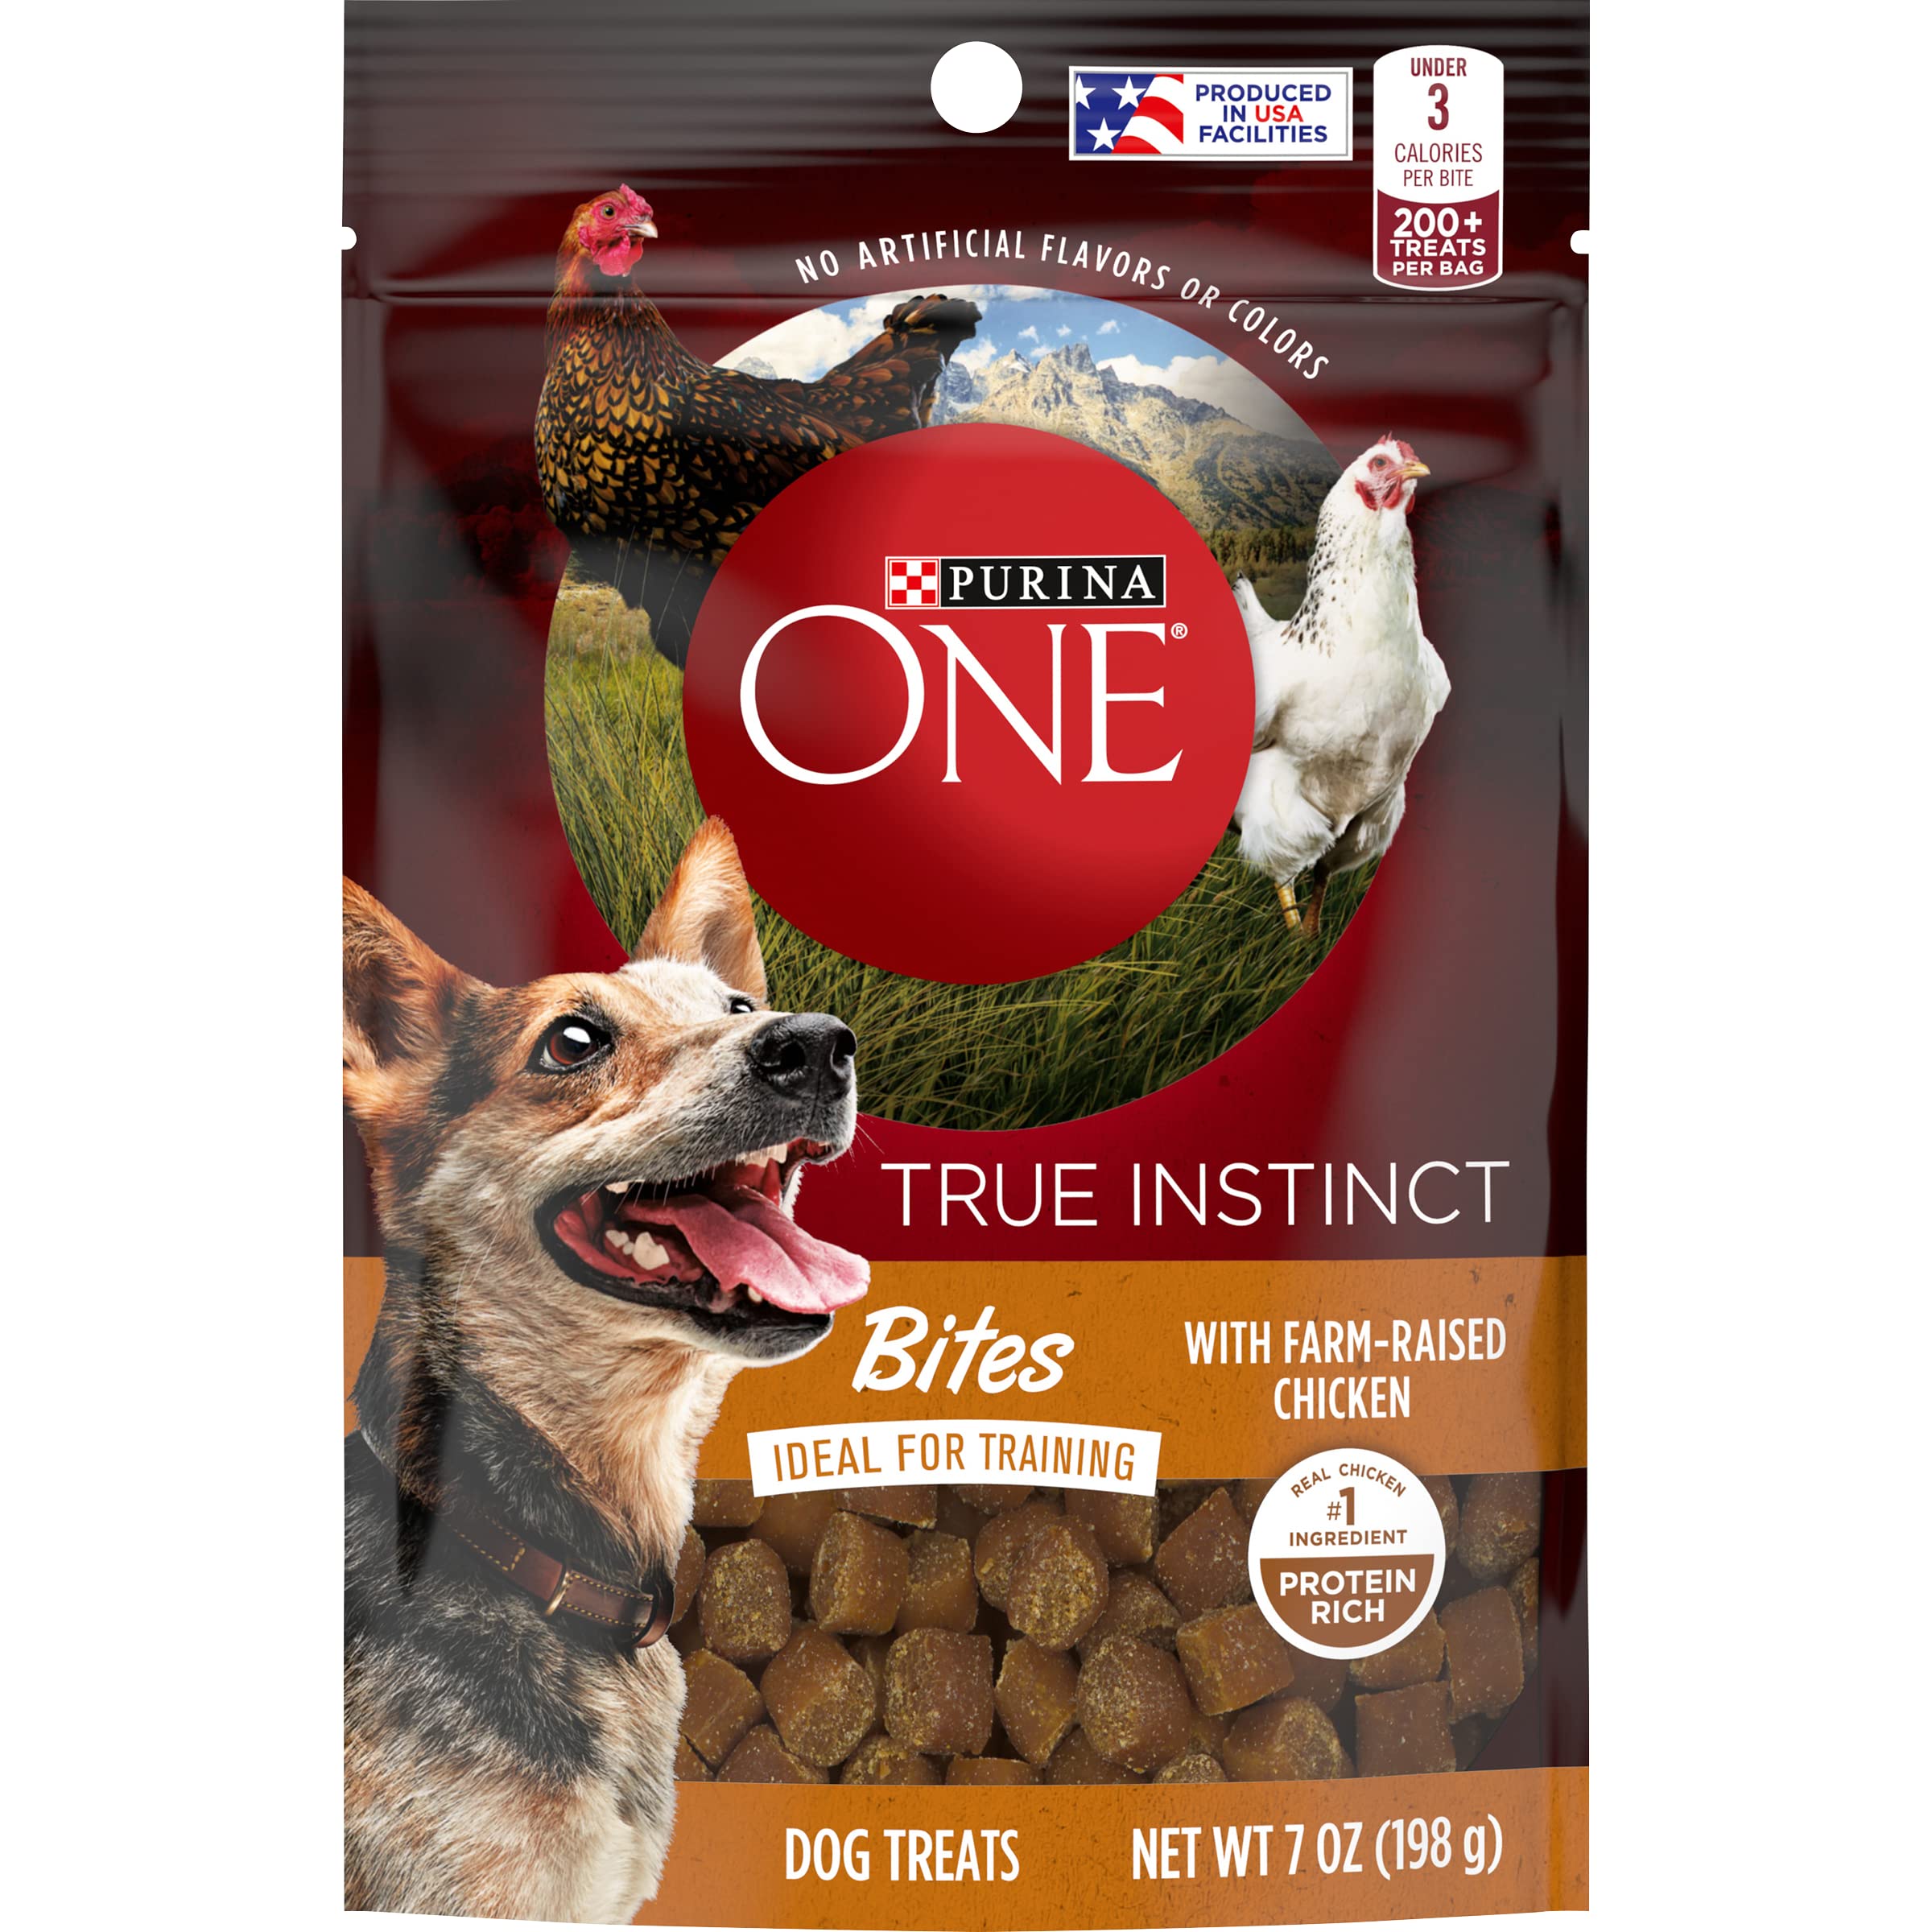 PRODUCED
IN USA
FACILITIES
UNDER
3
CALORIES
PER BITE
200+
TREATS
PER BAG
NO ARTIFICIAL FLAVORS OR COLORS
PURINA
ONE®
TRUE INSTINCT
Bites
WITH FARM-RAISED
CHICKEN
IDEAL FOR TRAINING
REAL CHICKEN
#1
INGREDIENT
PROTEIN
RICH
DOG TREATS
NET WT 7 OZ (198 g)